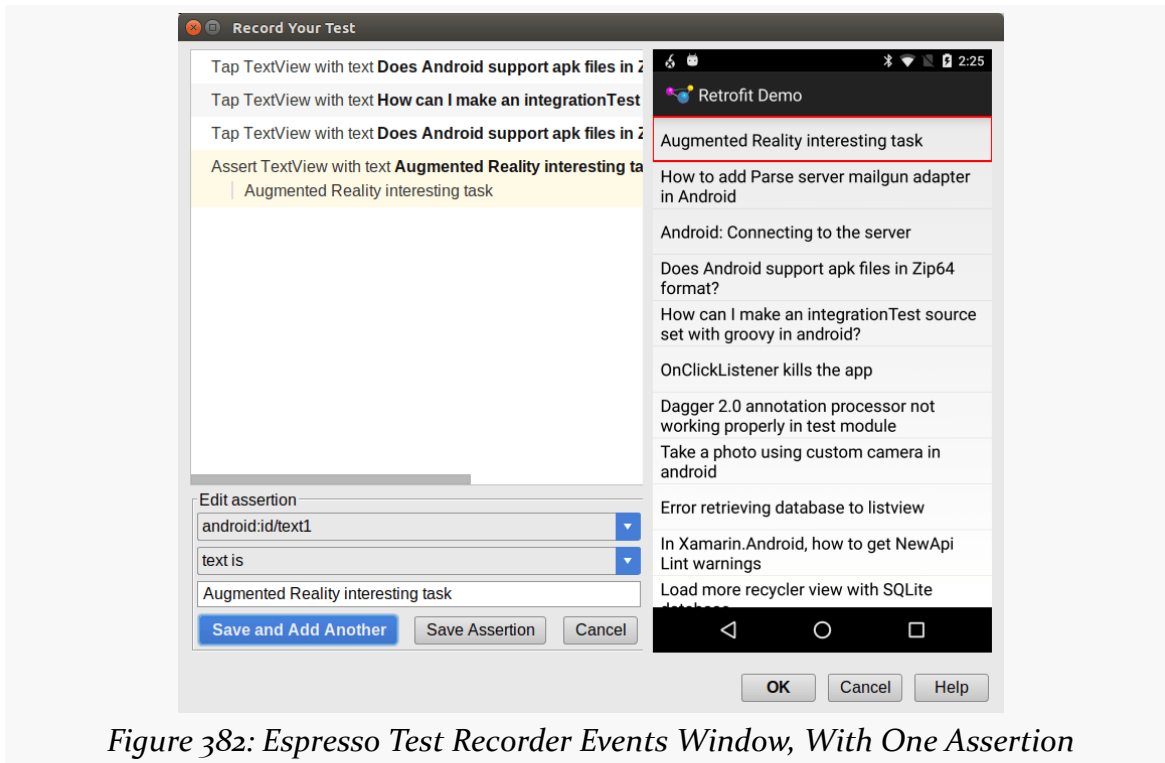 Record Your Test
Tap TextView with text Does Android support apk files in Z
Tap TextView with text How can I make an integrationTest
Tap TextView with text Does Android support apk files in Z
Assert TextView with text Augmented Reality interesting ta
Augmented Reality interesting task
Edit assertion
android:id/text1
text is
Augmented Reality interesting task
Save and Add Another
Save Assertion
Cancel
2:25
Retrofit Demo
Augmented Reality interesting task
How to add Parse server mailgun adapter
in Android
Android: Connecting to the server
Does Android support apk files in Zip64
format?
How can I make an integrationTest source
set with groovy in android?
OnClickListener kills the app
Dagger 2.0 annotation processor not
working properly in test module
Take a photo using custom camera in
android
Error retrieving database to listview
In Xamarin.Android, how to get NewApi
Lint warnings
Load more recycler view with SQLite
database
OK
Cancel
Help
Figure 382: Espresso Test Recorder Events Window, With One Assertion